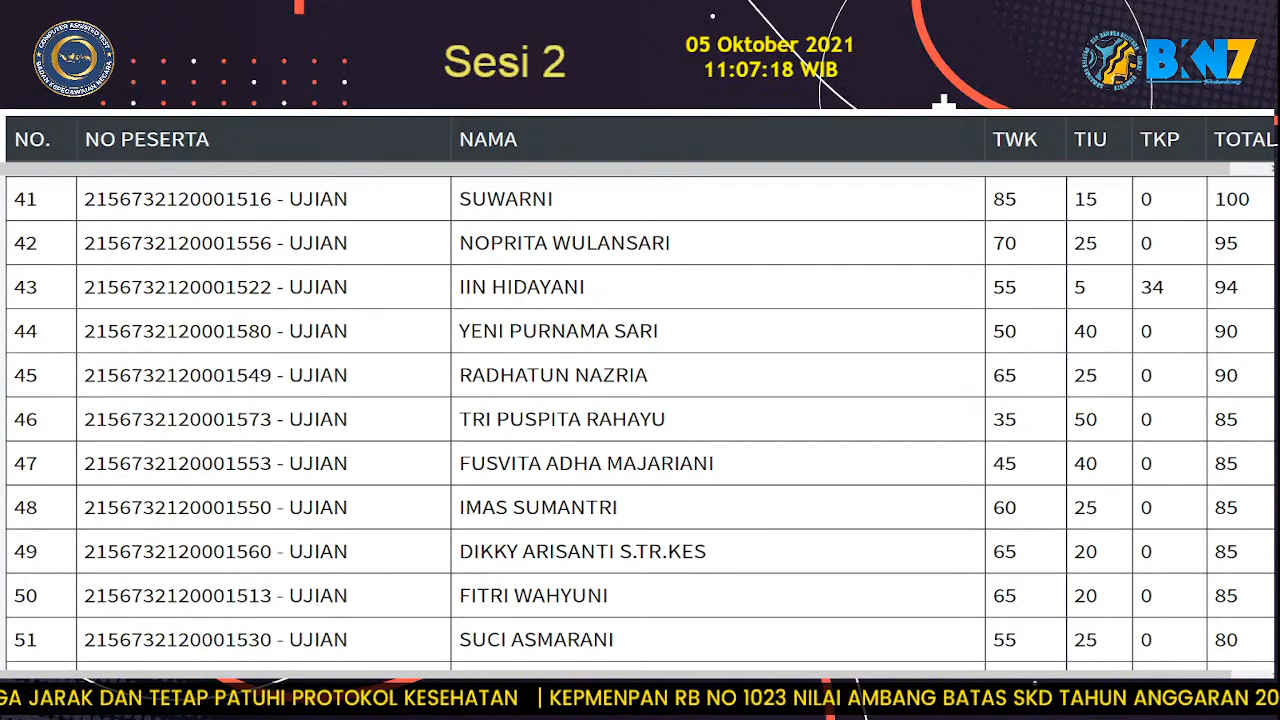 COMPUTER ASSISTED TEST
BADAN KEPEGAWAIAN NEGARA
Sesi 2
05 Oktober 2021
11:07:18 WIB
BKN7
NO. NO PESERTA NAMA TWK TIU TKP TOTAL
41 2156732120001516 - UJIAN SUWARNI 85 15 0 100
42 2156732120001556 - UJIAN NOPRITA WULANSARI 70 25 0 95
43 2156732120001522 - UJIAN IIN HIDAYANI 55 5 34 94
44 2156732120001580 - UJIAN YENI PURNAMA SARI 50 40 0 90
45 2156732120001549 - UJIAN RADHATUN NAZRIA 65 25 0 90
46 2156732120001573 - UJIAN TRI PUSPITA RAHAYU 35 50 0 85
47 2156732120001553 - UJIAN FUSVITA ADHA MAJARIANI 45 40 0 85
48 2156732120001550 - UJIAN IMAS SUMANTRI 60 25 0 85
49 2156732120001560 - UJIAN DIKKY ARISANTI S.TR.KES 65 20 0 85
50 2156732120001513 - UJIAN FITRI WAHYUNI 65 20 0 85
51 2156732120001530 - UJIAN SUCI ASMARANI 55 25 0 80
GA JARAK DAN TETAP PATUHI PROTOKOL KESEHATAN | KEPMENPAN RB NO 1023 NILAI AMBANG BATAS SKD TAHUN ANGGARAN 20